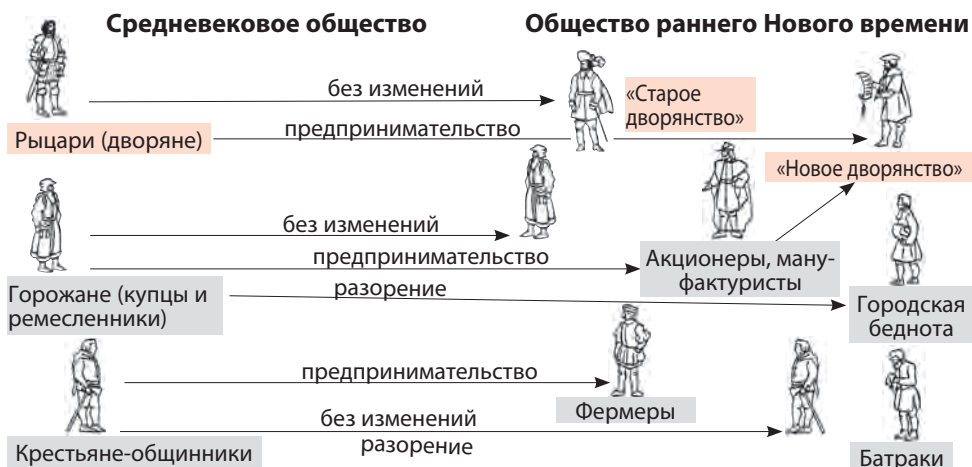 Средневековое общество
Общество раннего Нового времени
без изменений
«Старое
дворянство»
предпринимательство
Рыцари (дворяне)
«Новое дворянство»
без изменений
предпринимательство
Акционеры, ману-
фактуристы
разорение
Горожане (купцы и
ремесленники)
Городская
беднота
предпринимательство
Фермеры
без изменений
разорение
Крестьяне-общинники
Батраки